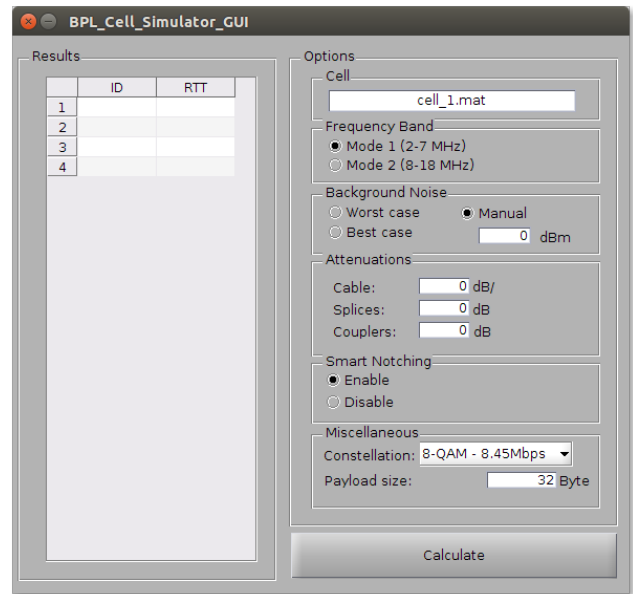 BPL_Cell_Simulator_GUI
Results
ID RTT
1
2
3
4
Options
Cell
cell_1.mat
Frequency Band
Mode 1 (2-7 MHz)
Mode 2 (8-18 MHz)
Background Noise
Worst case Manual
Best case 0 dBm
Attenuations
Cable: 0 dB/
Splices: 0 dB
Couplers: 0 dB
Smart Notching
Enable
Disable
Miscellaneous
Constellation: 8-QAM - 8.45Mbps
Payload size: 32 Byte
Calculate